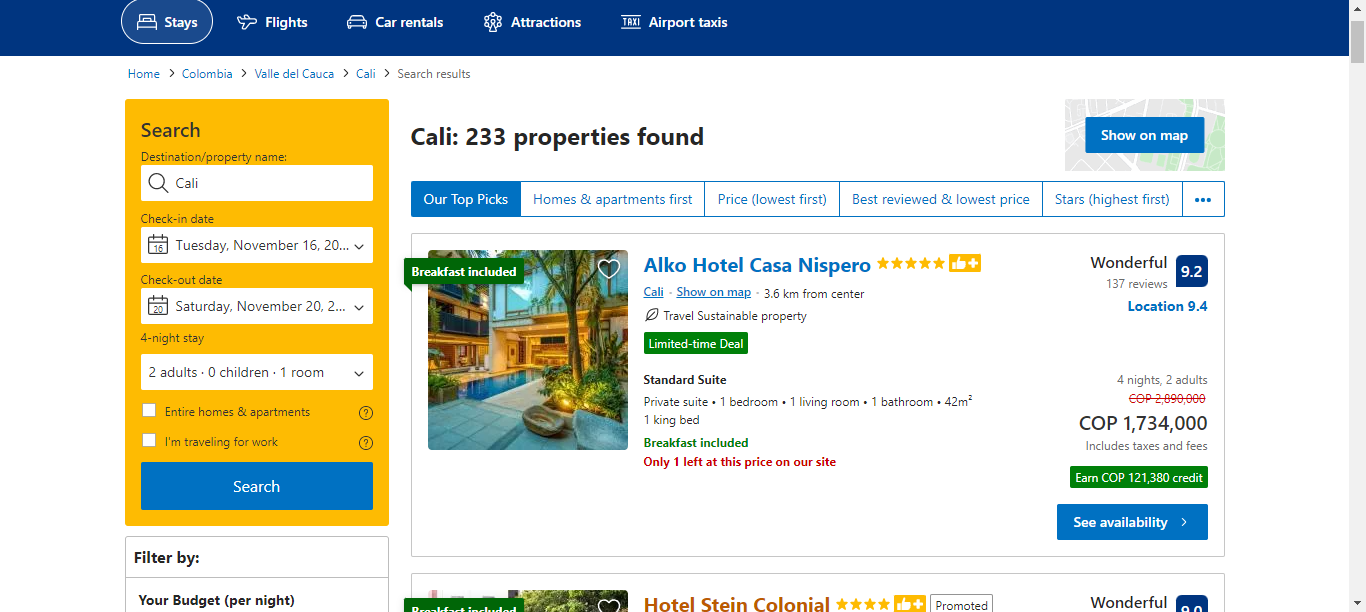 Stays
Flights
Car rentals
Attractions
TAXI Airport taxis
Home > Colombia > Valle del Cauca > Cali > Search results
Search
Destination/property name:
Cali
Check-in date
16 Tuesday, November 16, 20...
Check-out date
20 Saturday, November 20, 2...
4-night stay
2 adults · 0 children · 1 room
Entire homes & apartments ?
I'm traveling for work ?
Search
Filter by:
Your Budget (per night)
Cali: 233 properties found
Show on map
Our Top Picks
Homes & apartments first
Price (lowest first)
Best reviewed & lowest price
Stars (highest first)
•••
Breakfast included
Alko Hotel Casa Nispero
Cali · Show on map · 3.6 km from center
Travel Sustainable property
Limited-time Deal
Standard Suite
Private suite • 1 bedroom • 1 living room • 1 bathroom • 42m²
1 king bed
Breakfast included
Only 1 left at this price on our site
Wonderful 9.2
137 reviews
Location 9.4
4 nights, 2 adults
COP 2,890,000
COP 1,734,000
Includes taxes and fees
Earn COP 121,380 credit
See availability
Breakfast included
Hotel Stein Colonial Promoted
Wonderful 9.0